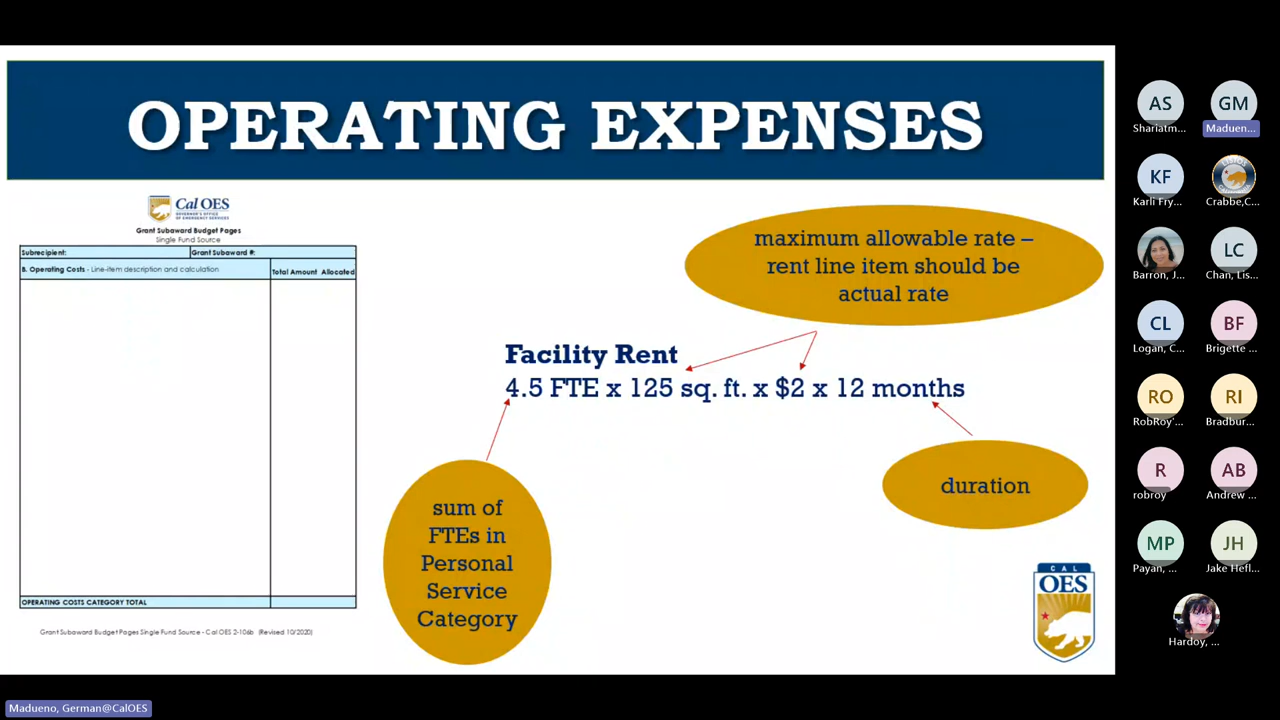 OPERATING EXPENSES
Cal OES
GOVERNOR'S OFFICE
OF EMERGENCY SERVICES
Grant Subaward Budget Pages
Single Fund Source
Subrecipient:
Grant Subaward #:
B. Operating Costs - Line-item description and calculation
Total Amount Allocated
OPERATING COSTS CATEGORY TOTAL
Grant Subaward Budget Pages Single Fund Source - Cal OES 2-106b (Revised 10/2020)
maximum allowable rate –
rent line item should be
actual rate
Facility Rent
4.5 FTE x 125 sq. ft. x $2 x 12 months
duration
sum of
FTEs in
Personal
Service
Category
CAL
OES
AS
Shariatm...
GM
Maduen...
KF
Karli Fry...
Crabbe,C...
Barron, J...
LC
Chan, Lis...
CL
Logan, C...
BF
Brigette ...
RO
RobRoy'...
RI
Bradbur...
R
robroy
AB
Andrew ...
MP
Payan, ...
JH
Jake Hefl...
Hardoy, ...
Madueno, German@CalOES